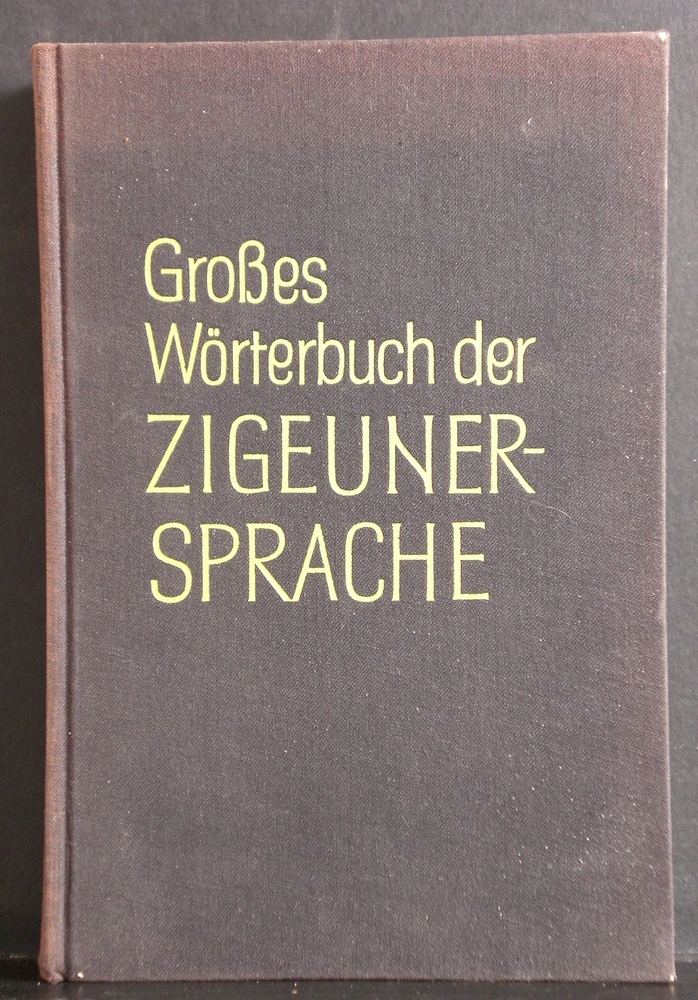 Großes
Wörterbuch der
ZIGEUNER-
SPRACHE